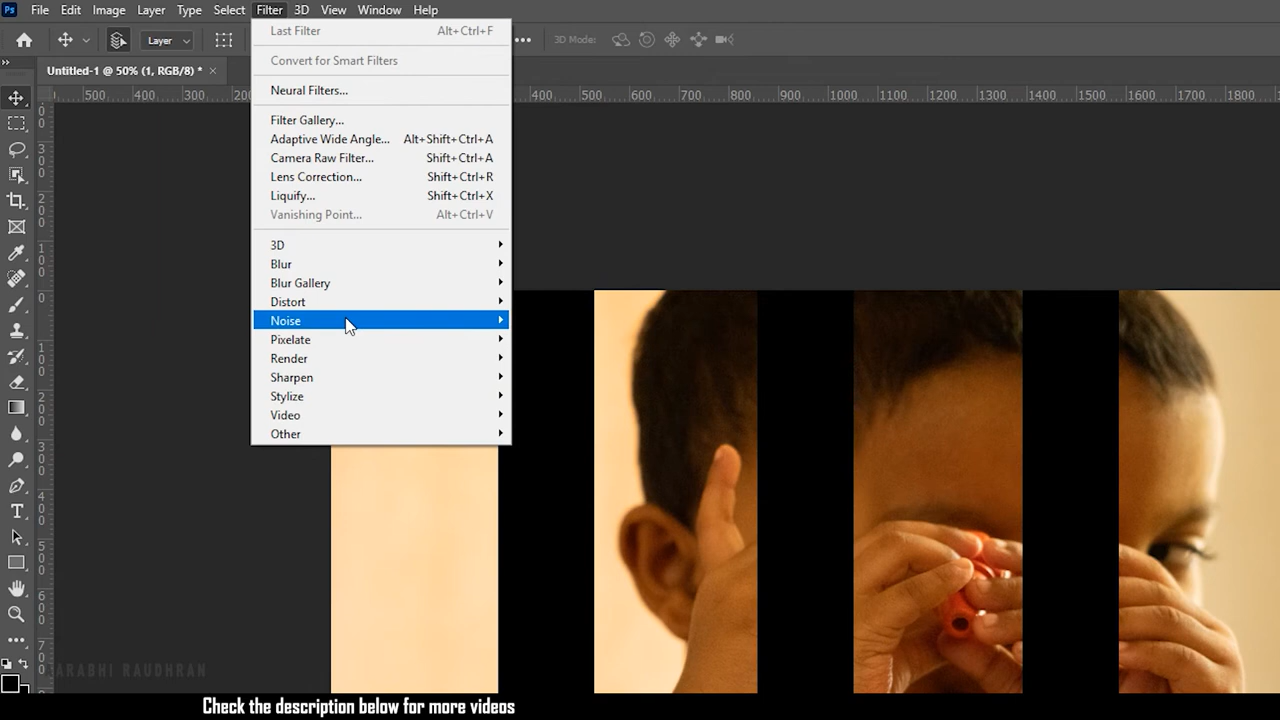 Ps File Edit Image Layer Type Select Filter 3D View Window Help
Layer
3D Mode:
Untitled-1 @ 50% (1, RGB/8) *
500 400 300 200 400 500 600 700 800 900 1000 1100 1200 1300 1400 1500 1600 1700 1800
Last Filter Alt+Ctrl+F
Convert for Smart Filters
Neural Filters...
Filter Gallery...
Adaptive Wide Angle... Alt+Shift+Ctrl+A
Camera Raw Filter... Shift+Ctrl+A
Lens Correction... Shift+Ctrl+R
Liquify... Shift+Ctrl+X
Vanishing Point... Alt+Ctrl+V
3D
Blur
Blur Gallery
Distort
Noise
Pixelate
Render
Sharpen
Stylize
Video
Other
ARABHI RAUDHRAN
Check the description below for more videos